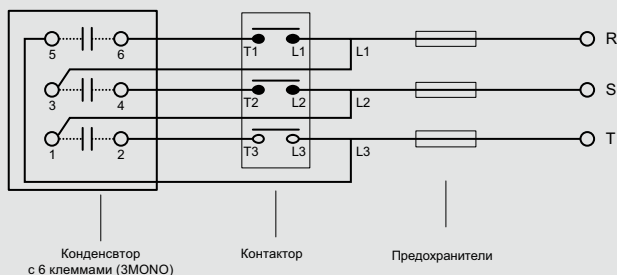 5 6 T1 L1 L1 R
3 4 T2 L2 L2 S
1 2 T3 L3 L3 T
Конденсвтор
с 6 клеммами (3MONO)
Контактор
Предохранители